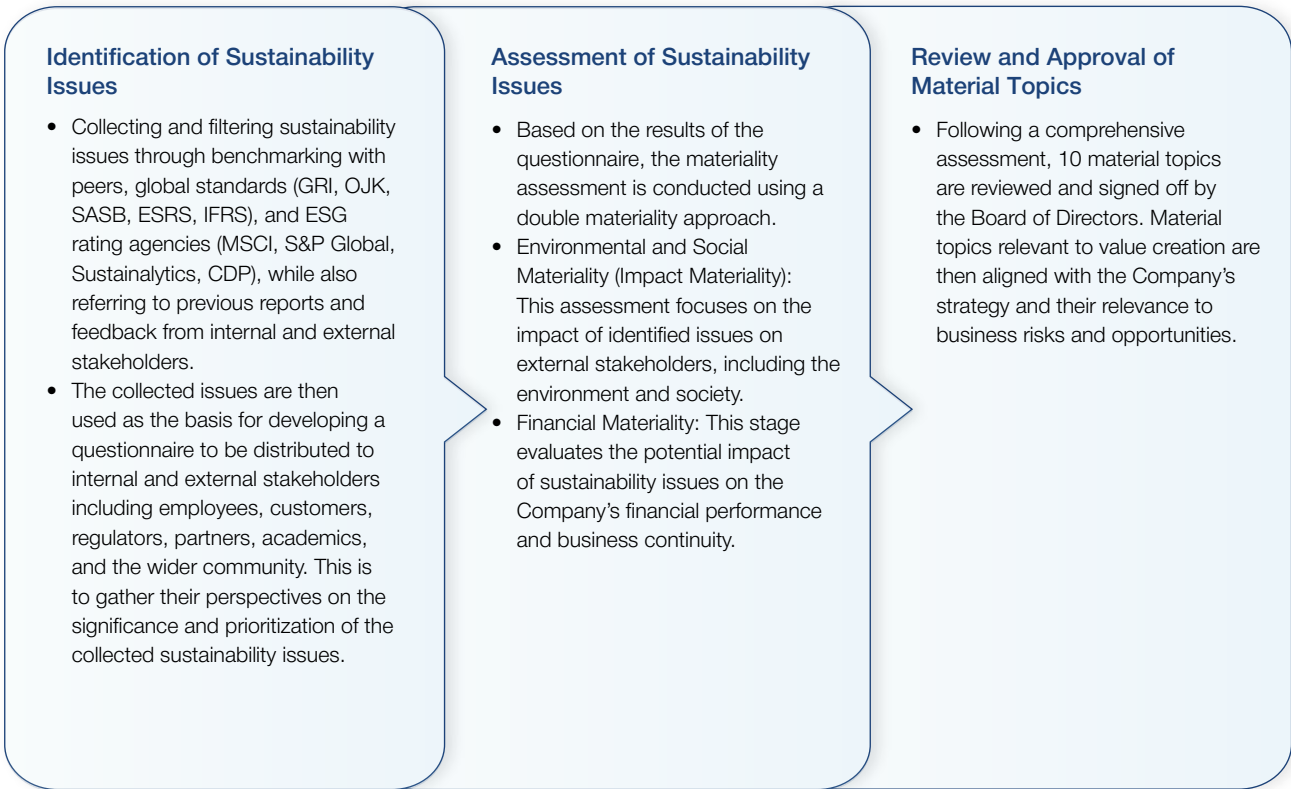 Identification of Sustainability
Issues
• Collecting and filtering sustainability
issues through benchmarking with
peers, global standards (GRI, OJK,
SASB, ESRS, IFRS), and ESG
rating agencies (MSCI, S&P Global,
Sustainalytics, CDP), while also
referring to previous reports and
feedback from internal and external
stakeholders.
• The collected issues are then
used as the basis for developing a
questionnaire to be distributed to
internal and external stakeholders
including employees, customers,
regulators, partners, academics,
and the wider community. This is
to gather their perspectives on the
significance and prioritization of the
collected sustainability issues.
Assessment of Sustainability
Issues
• Based on the results of the
questionnaire, the materiality
assessment is conducted using a
double materiality approach.
• Environmental and Social
Materiality (Impact Materiality):
This assessment focuses on the
impact of identified issues on
external stakeholders, including the
environment and society.
• Financial Materiality: This stage
evaluates the potential impact
of sustainability issues on the
Company's financial performance
and business continuity.
Review and Approval of
Material Topics
• Following a comprehensive
assessment, 10 material topics
are reviewed and signed off by
the Board of Directors. Material
topics relevant to value creation are
then aligned with the Company's
strategy and their relevance to
business risks and opportunities.